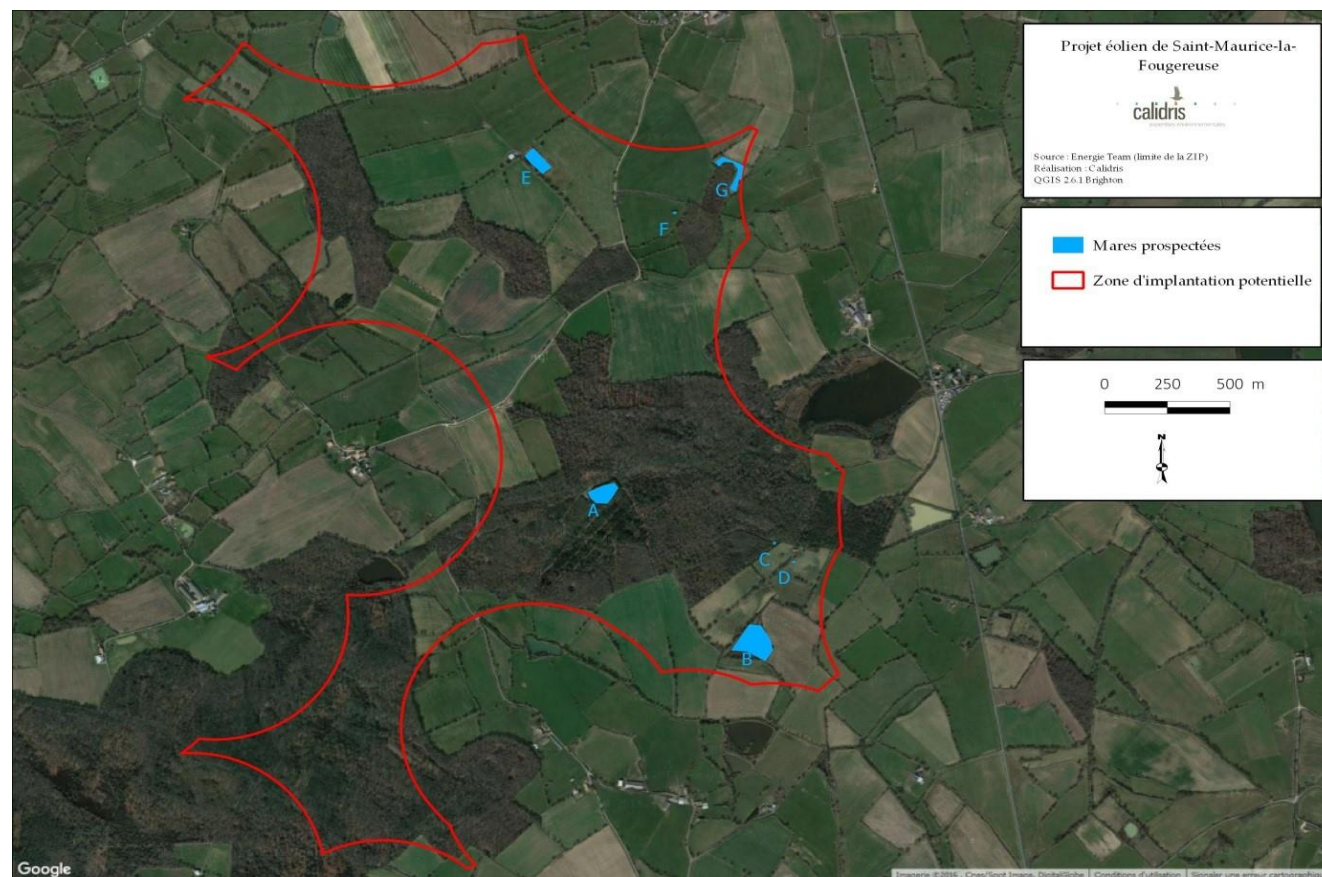 Projet éolien de Saint-Maurice-la-
Fougereuse
calidris
Source : Energie Team (limite de la ZIP)
Réalisation : Calidris
QGIS 2.6.1 Brighton
Mares prospectées
Zone d'implantation potentielle
0 250 500 m
N
E
G
F
A
C
D
B
Google
Imagerie ©2016 , Cnes/Spot Image, DigitalGlobe Conditions d'utilisation Signaler une erreur cartographiqu